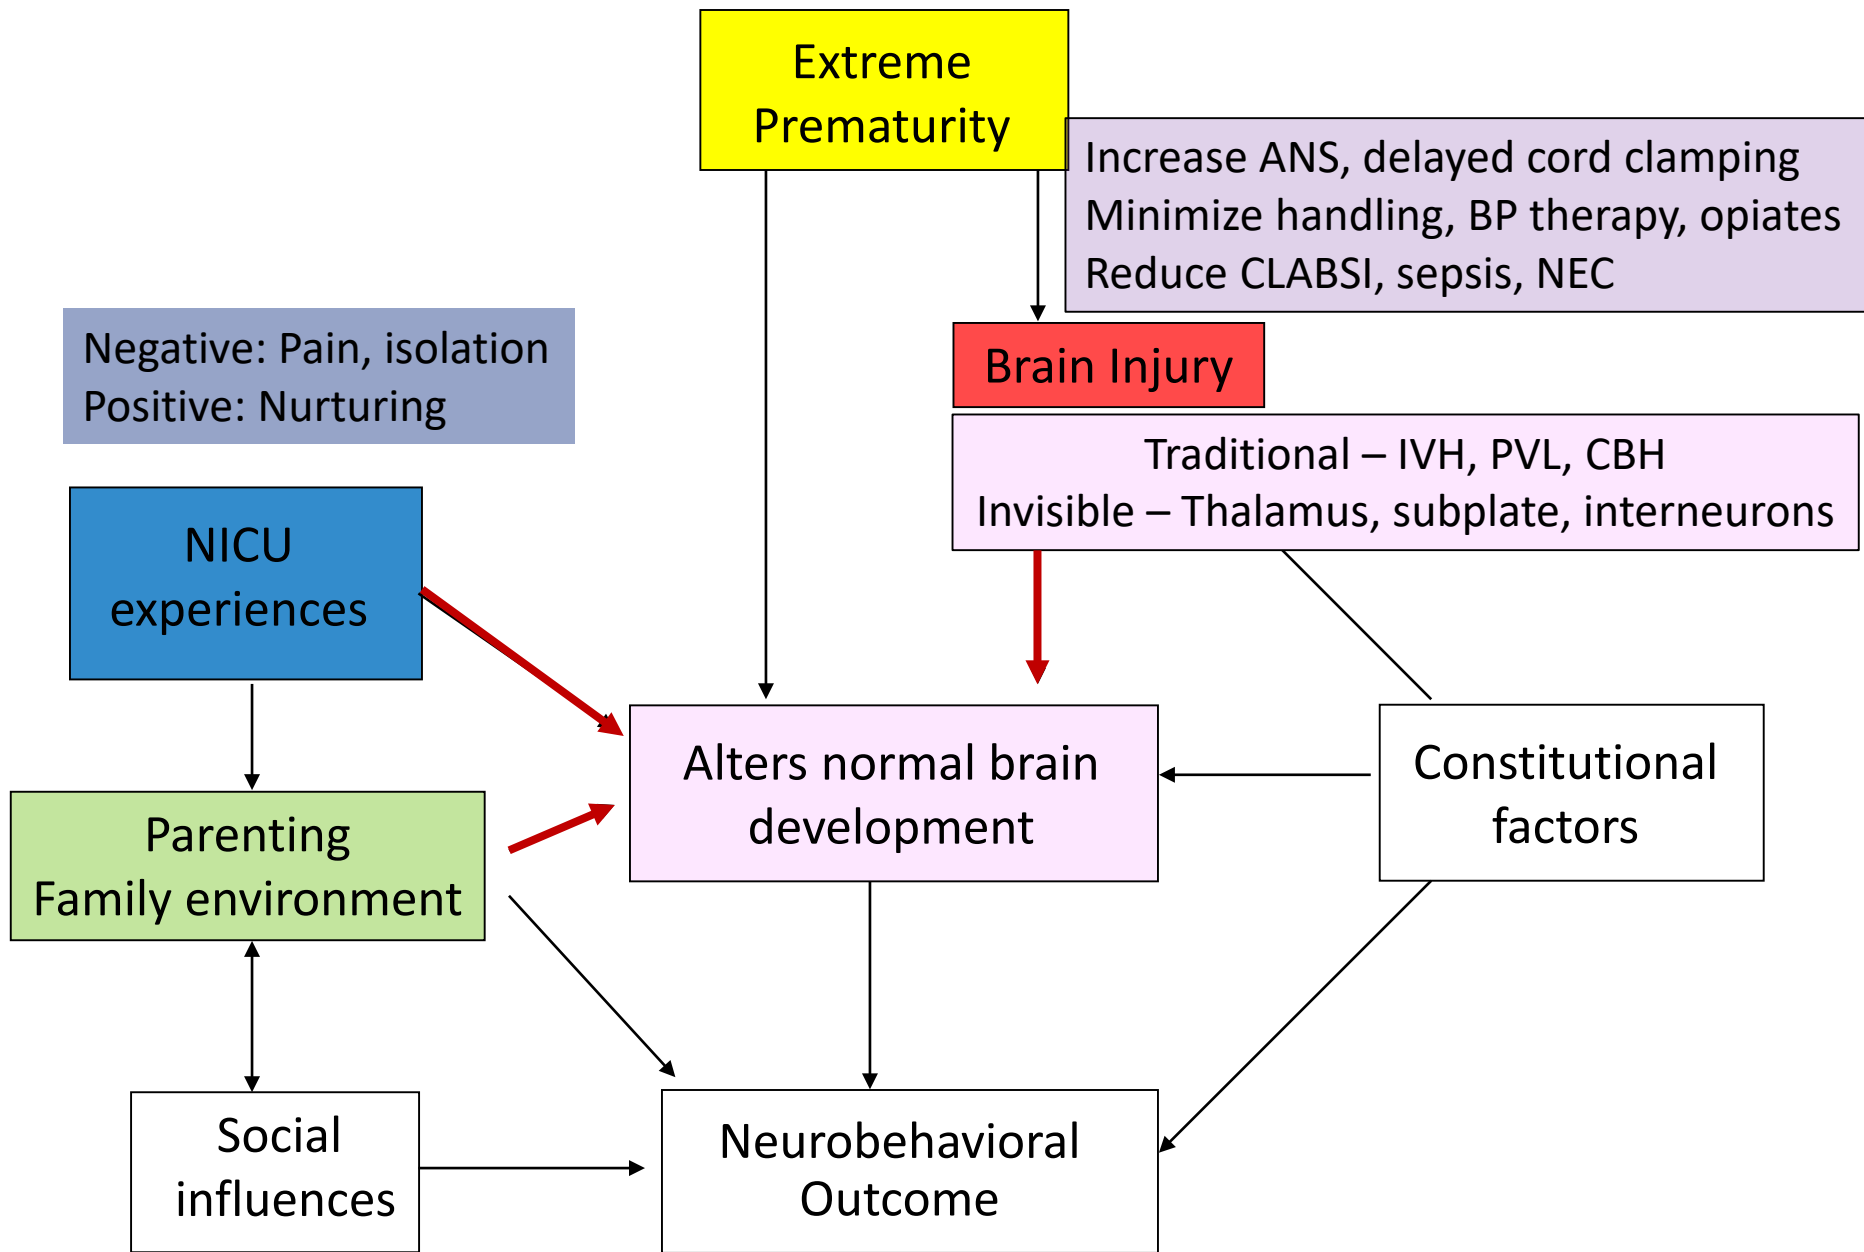 Extreme
Prematurity
Increase ANS, delayed cord clamping
Minimize handling, BP therapy, opiates
Reduce CLABSI, sepsis, NEC
Negative: Pain, isolation
Positive: Nurturing
Brain Injury
Traditional – IVH, PVL, CBH
Invisible – Thalamus, subplate, interneurons
NICU
experiences
Alters normal brain
development
Constitutional
factors
Parenting
Family environment
Social
influences
Neurobehavioral
Outcome